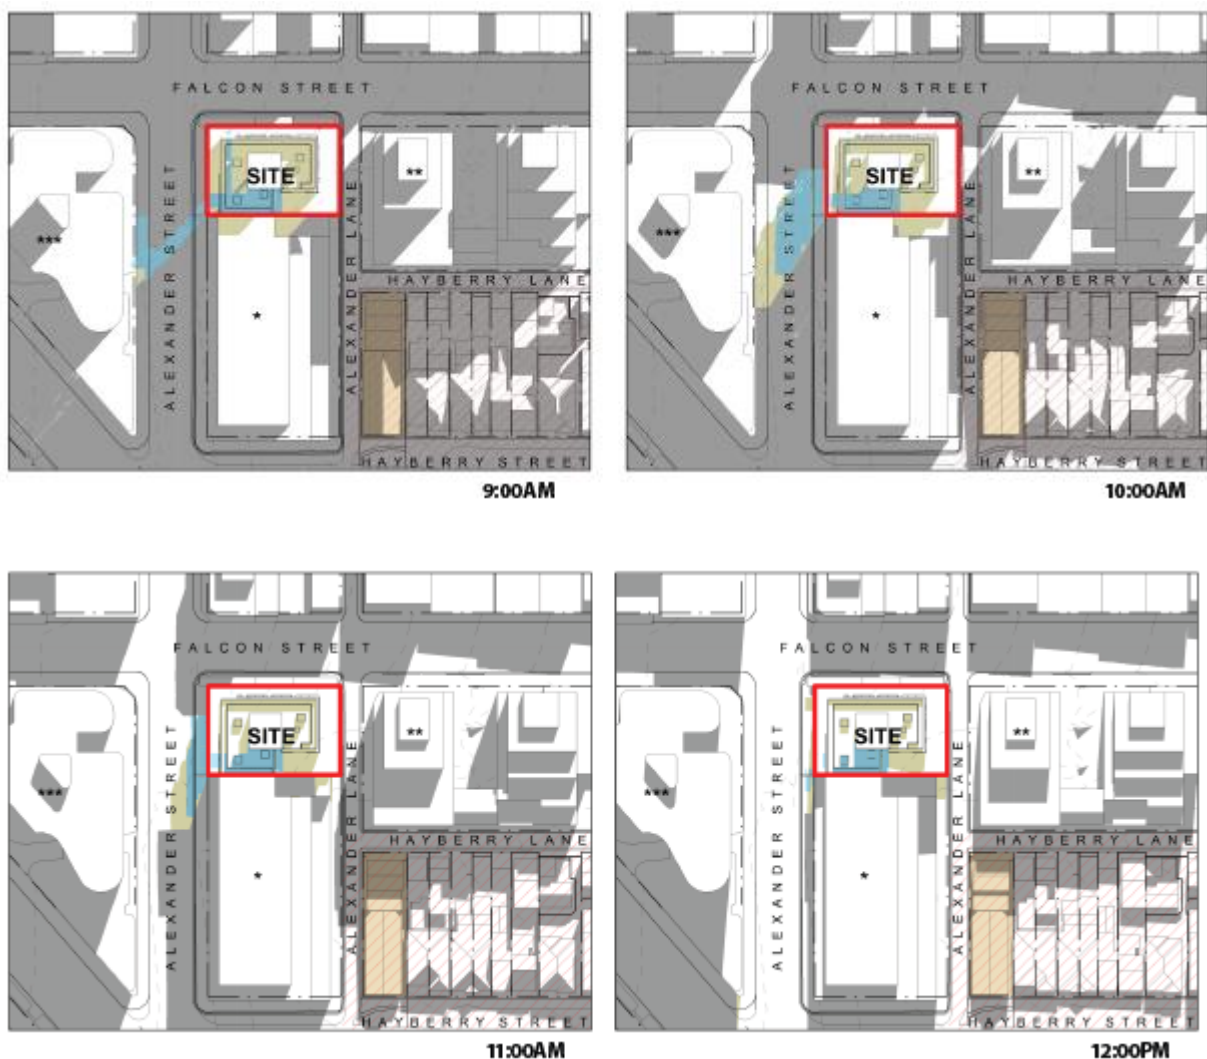 FALCON STREET
FALCON STREET
SITE
**
SITE
**
ALEXANDER STREET
ALEXANDER LANE
ALEXANDER STREET
ALEXANDER LANE
***
***
HAYBERRY LANE
HAYBERRY LANE
*
*
HAYBERRY STREET
HAYBERRY STREET
9:00AM
10:00AM
FALCON STREET
FALCON STREET
SITE
**
SITE
**
ALEXANDER STREET
ALEXANDER LANE
ALEXANDER STREET
ALEXANDER LANE
***
***
HAYBERRY LANE
HAYBERRY LANE
*
*
HAYBERRY STREET
HAYBERRY STREET
11:00AM
12:00PM